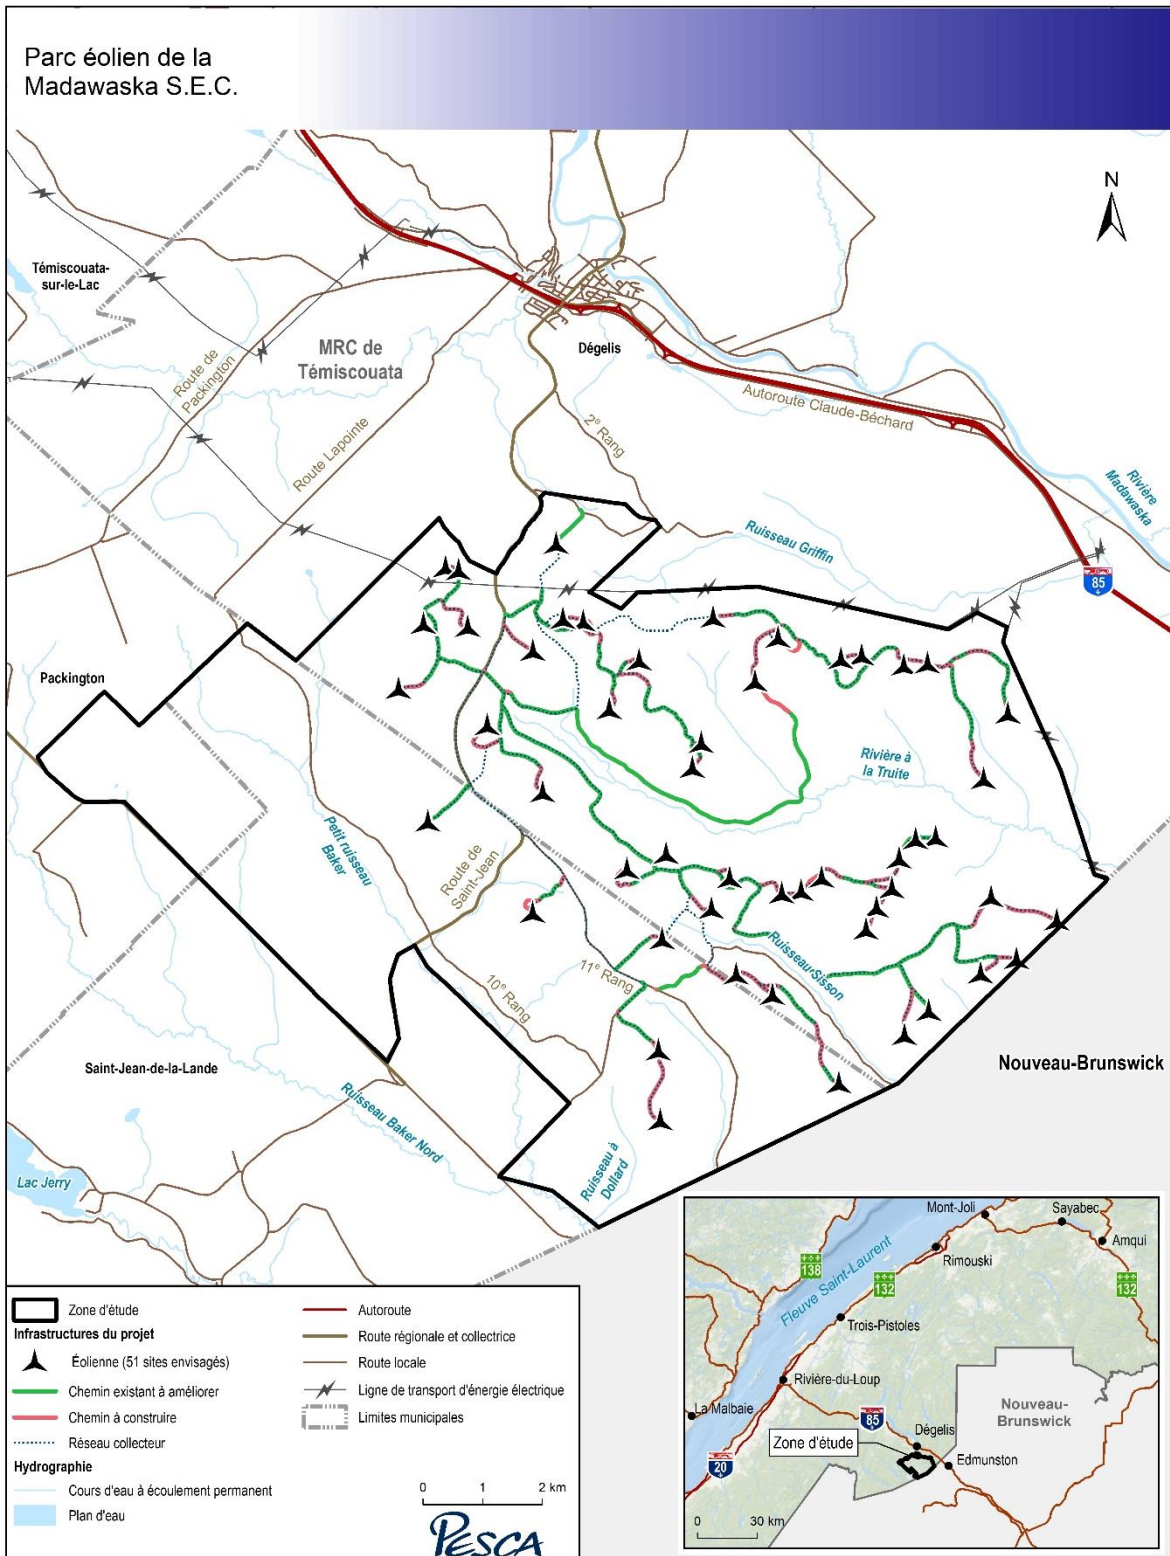 Parc éolien de la
Madawaska S.E.C.
N
Témiscouata-
sur-le-Lac
MRC de
Témiscouata
Route de
Packington
Route Lapointe
Dégelis
2e Rang
Autoroute Claude-Béchard
Rivière
Madawaska
Ruisseau Griffin
85
Packington
Rivière à
la Truite
Petit ruisseau
Baker
Route de
Saint-Jean
Ruisseau-Sisson
11e Rang
10e Rang
Saint-Jean-de-la-Lande
Nouveau-Brunswick
Ruisseau Baker Nord
Ruisseau à
Dollard
Lac Jerry
Zone d'étude
Infrastructures du projet
Éolienne (51 sites envisagés)
Chemin existant à améliorer
Chemin à construire
Réseau collecteur
Hydrographie
Cours d'eau à écoulement permanent
Plan d'eau
Autoroute
Route régionale et collectrice
Route locale
Ligne de transport d'énergie électrique
Limites municipales
0 1 2 km
PESCA
Mont-Joli
Sayabec
Amqui
Rimouski
Fleuve Saint-Laurent
138
132
132
Trois-Pistoles
Rivière-du-Loup
La Malbaie
Nouveau-
Brunswick
85
Dégelis
Zone d'étude
Edmunston
20
0 30 km